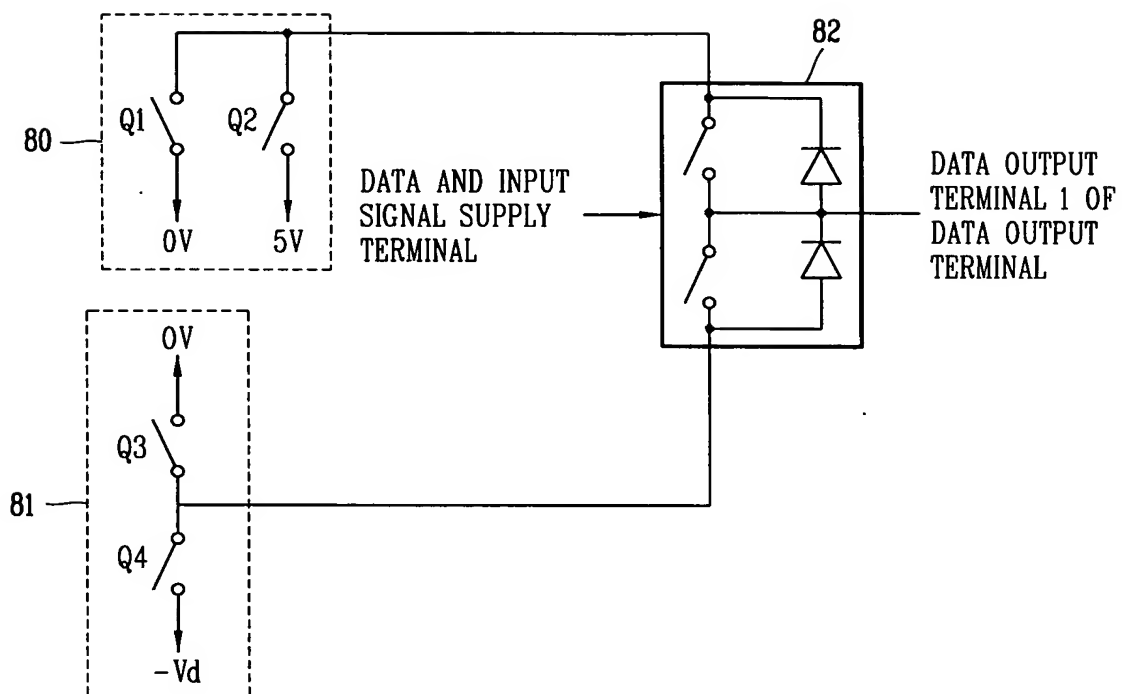 82
Q1
Q2
80
0V
5V
DATA AND INPUT
SIGNAL SUPPLY
TERMINAL
DATA OUTPUT
TERMINAL 1 OF
DATA OUTPUT
TERMINAL
0V
Q3
81
Q4
-Vd